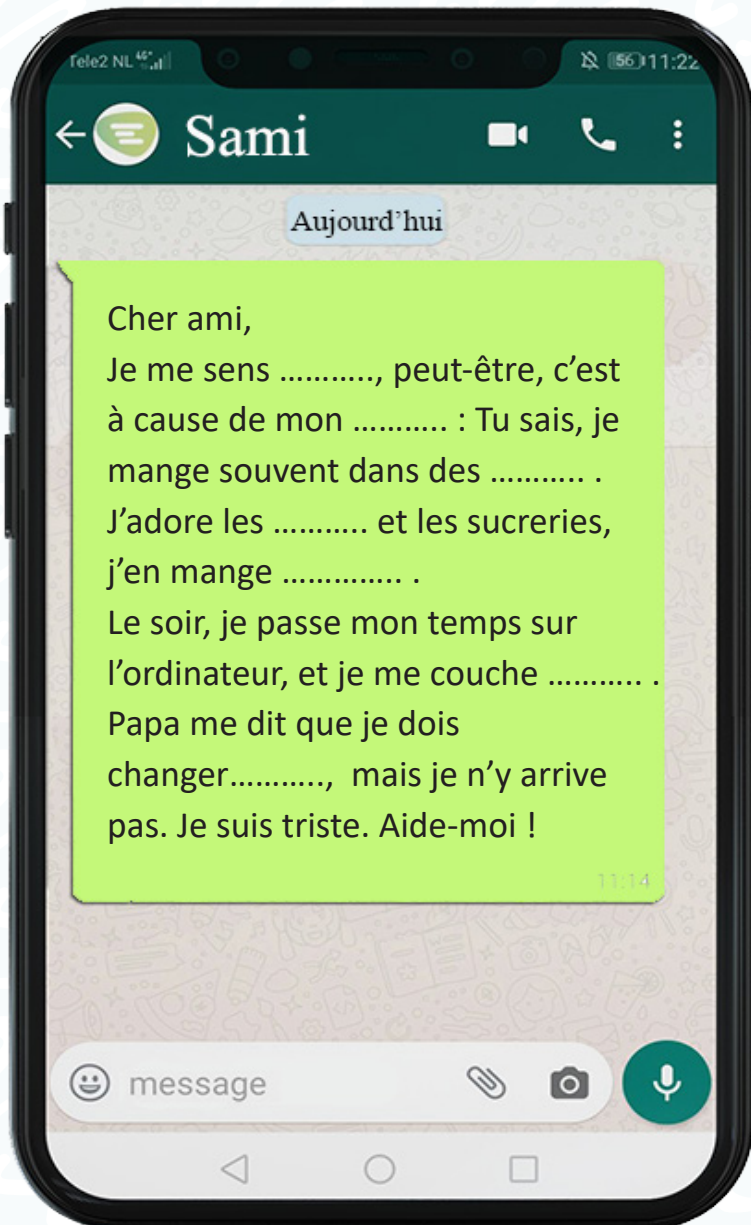 Tele2 NL 46+ 56 11:22
Sami
Aujourd'hui
Cher ami,
Je me sens ……….., peut-être, c’est
à cause de mon ……….. : Tu sais, je
mange souvent dans des ……….. .
J’adore les ……….. et les sucreries,
j’en mange ………….. .
Le soir, je passe mon temps sur
l’ordinateur, et je me couche ……….. .
Papa me dit que je dois
changer……….., mais je n’y arrive
pas. Je suis triste. Aide-moi !
11:14
message